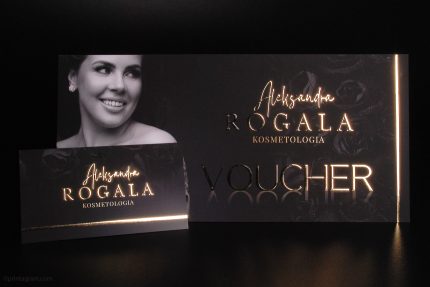 Aleksandra
ROGALA
KOSMETOLOGIA
VOUCHER
Aleksandra
ROGALA
KOSMETOLOGIA